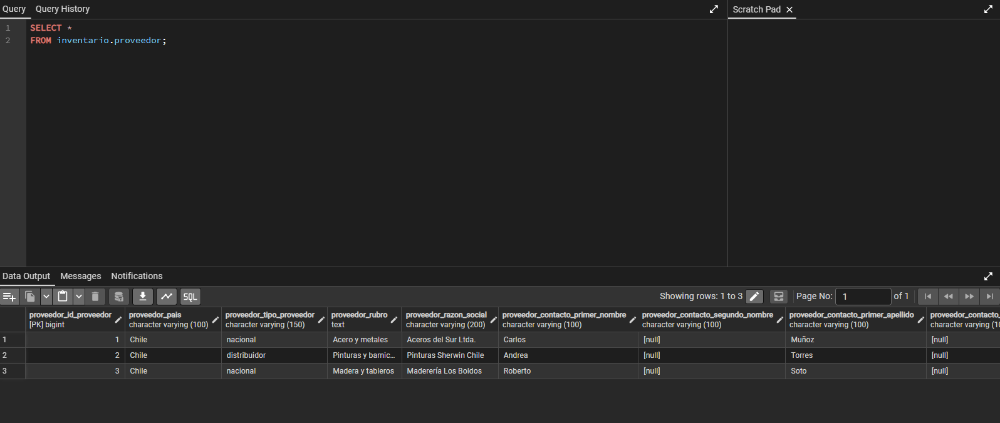 Query Query History Scratch Pad
1 SELECT *
2 FROM inventario.proveedor;
Data Output Messages Notifications
SQL Showing rows: 1 to 3 Page No: 1 of 1
proveedor_id_proveedor proveedor_pais proveedor_tipo_proveedor proveedor_rubro proveedor_razon_social proveedor_contacto_primer_nombre proveedor_contacto_segundo_nombre proveedor_contacto_primer_apellido proveedor_contacto_
[PK] bigint character varying (100) character varying (150) text character varying (200) character varying (100) character varying (100) character varying (100) character varying (10
1 1 Chile nacional Acero y metales Aceros del Sur Ltda. Carlos [null] Muñoz [null]
2 2 Chile distribuidor Pinturas y barnic... Pinturas Sherwin Chile Andrea [null] Torres [null]
3 3 Chile nacional Madera y tableros Maderería Los Boldos Roberto [null] Soto [null]